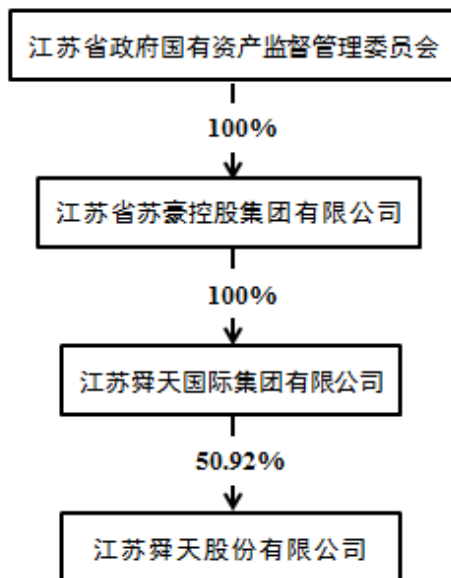 江苏省政府国有资产监督管理委员会
100%
江苏省苏豪控股集团有限公司
100%
江苏舜天国际集团有限公司
50.92%
江苏舜天股份有限公司